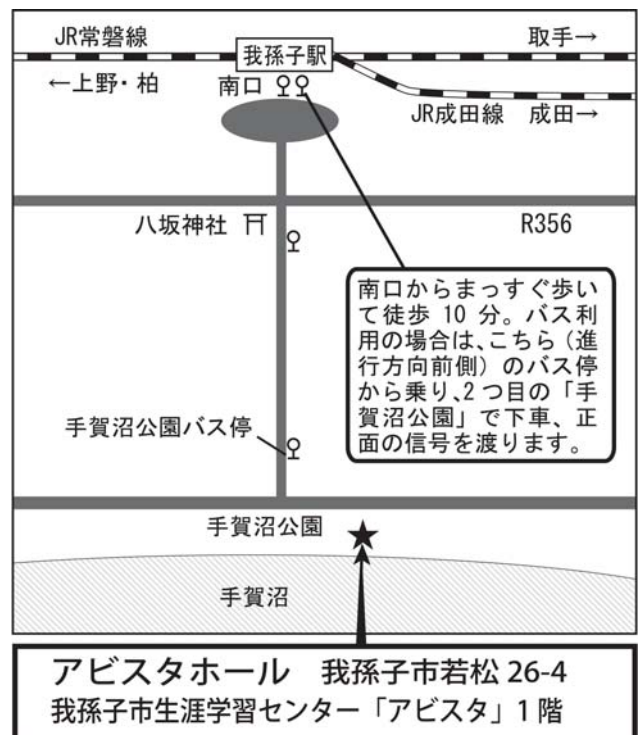 JR常磐線
我孫子駅
取手→
←上野・柏
南口
JR成田線 成田→
八坂神社
R356
南口からまっすぐ歩い
て徒歩 10 分。バス利
用の場合は、こちら（進
行方向前側）のバス停
から乗り、2 つ目の「手
賀沼公園」で下車、正
面の信号を渡ります。
手賀沼公園バス停
手賀沼公園
手賀沼
アビスタホール 我孫子市若松 26-4
我孫子市生涯学習センター「アビスタ」1 階